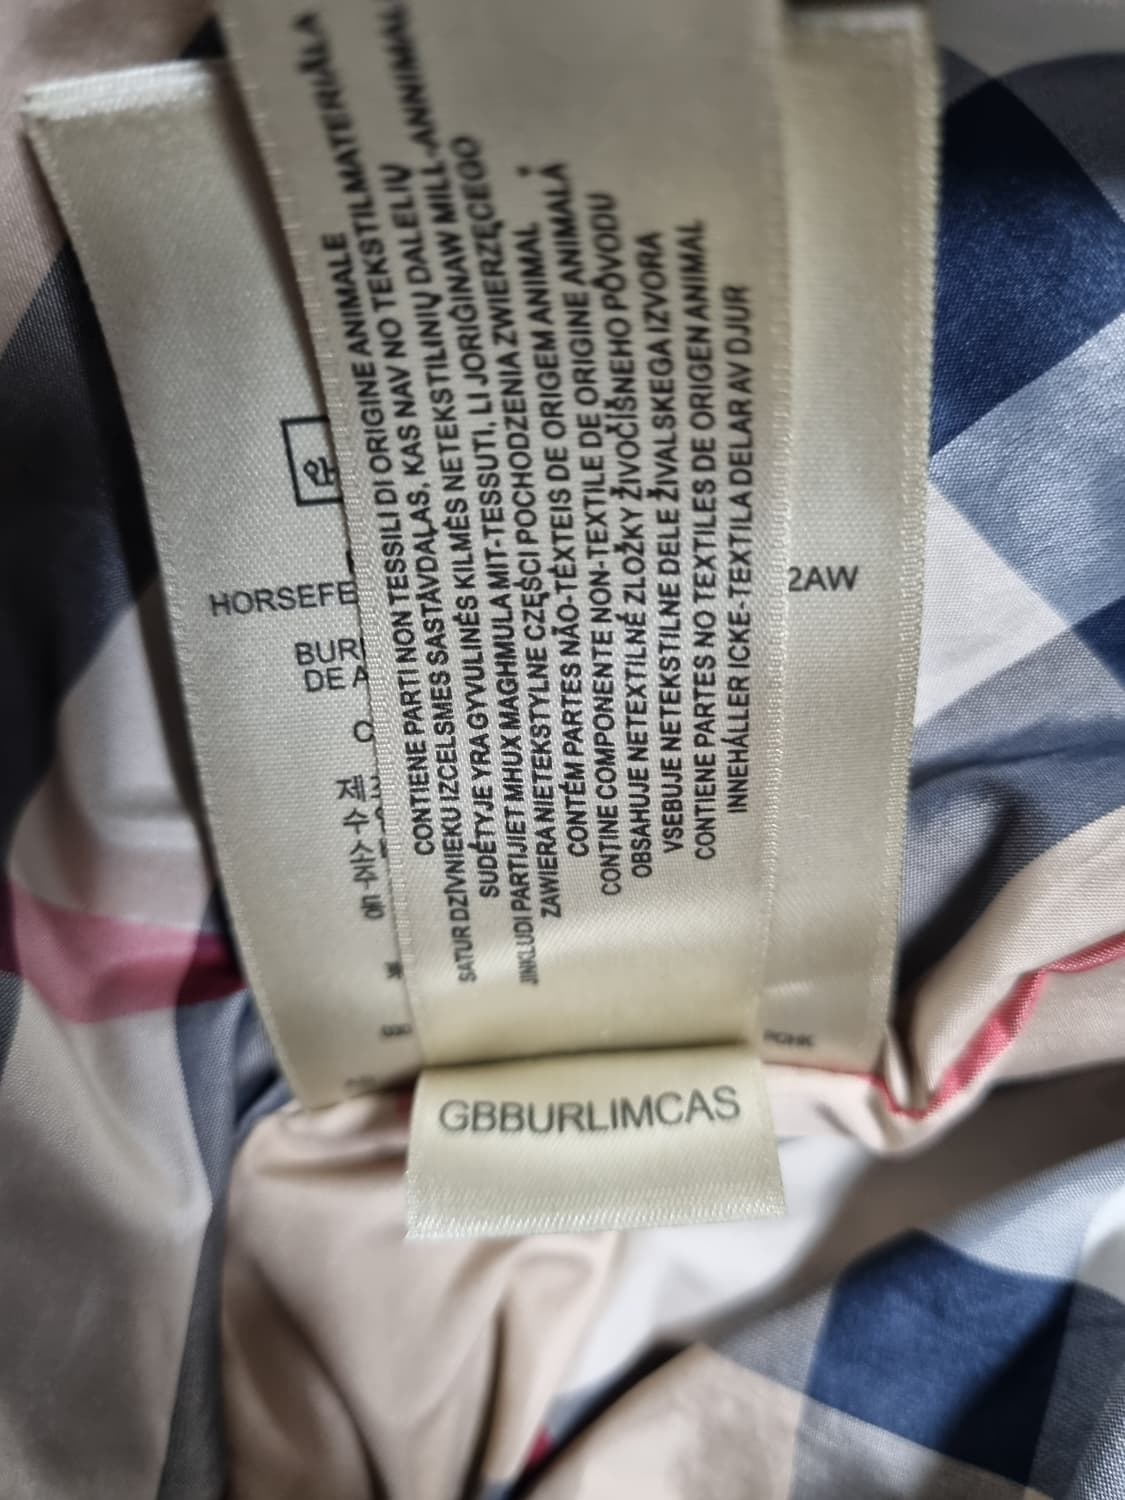 CONTIENE PARTI NON TESSILI DI ORIGINE ANIMALE
SATUR DZĪVNIEKU IZCELSMES SASTĀVDAĻAS, KAS NAV NO TEKSTILMATERIĀLA
SUDĖTYJE YRA GYVULINĖS KILMĖS NETEKSTILINIŲ DALELIŲ
JINKLUDI PARTIJIET MHUX MAGHMULA MIT-TESSUTI, LI JORIĠINAW MILL-ANNIMAL
ZAWIERA NIETEKSTYLNE CZĘŚCI POCHODZENIA ZWIERZĘCEGO
CONTÉM PARTES NÃO-TÊXTEIS DE ORIGEM ANIMAL
CONTINE COMPONENTE NON-TEXTILE DE ORIGINE ANIMALĂ
OBSAHUJE NETEXTILNÉ ZLOŽKY ŽIVOČÍŠNEHO PÔVODU
VSEBUJE NETEKSTILNE DELE ŽIVALSKEGA IZVORA
CONTIENE PARTES NO TEXTILES DE ORIGEN ANIMAL
INNEHÅLLER ICKE-TEXTILA DELAR AV DJUR
GBBURLIMCAS
HORSEFE
2AW
BUR
DE